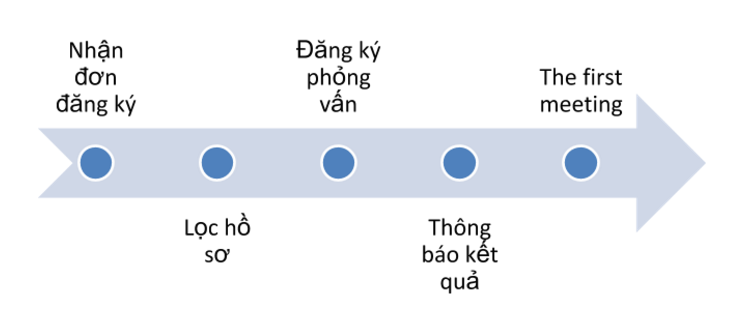 Nhận
đơn
đăng ký
Lọc hồ
sơ
Đăng ký
phỏng
vấn
Thông
báo kết
quả
The first
meeting